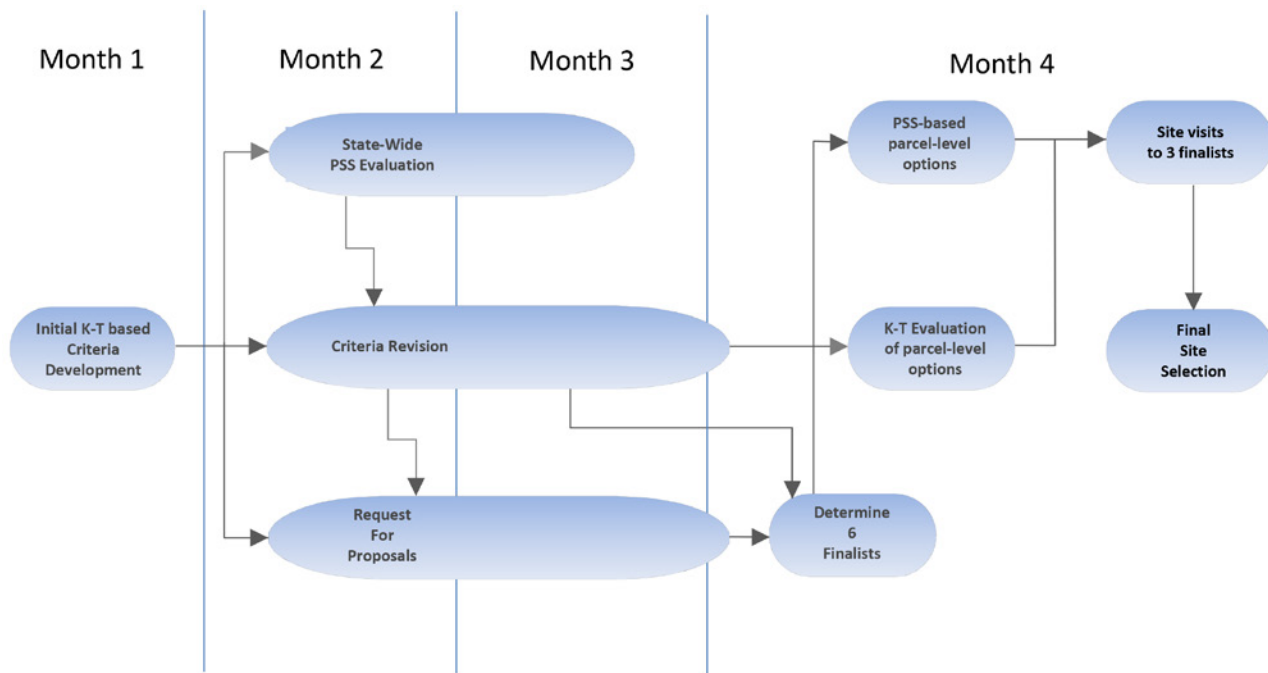 Month 1
Month 2
Month 3
Month 4
State-Wide
PSS Evaluation
PSS-based
parcel-level
options
Site visits
to 3 finalists
Initial K-T based
Criteria
Development
Criteria Revision
K-T Evaluation
of parcel-level
options
Final
Site
Selection
Request
For
Proposals
Determine
6
Finalists